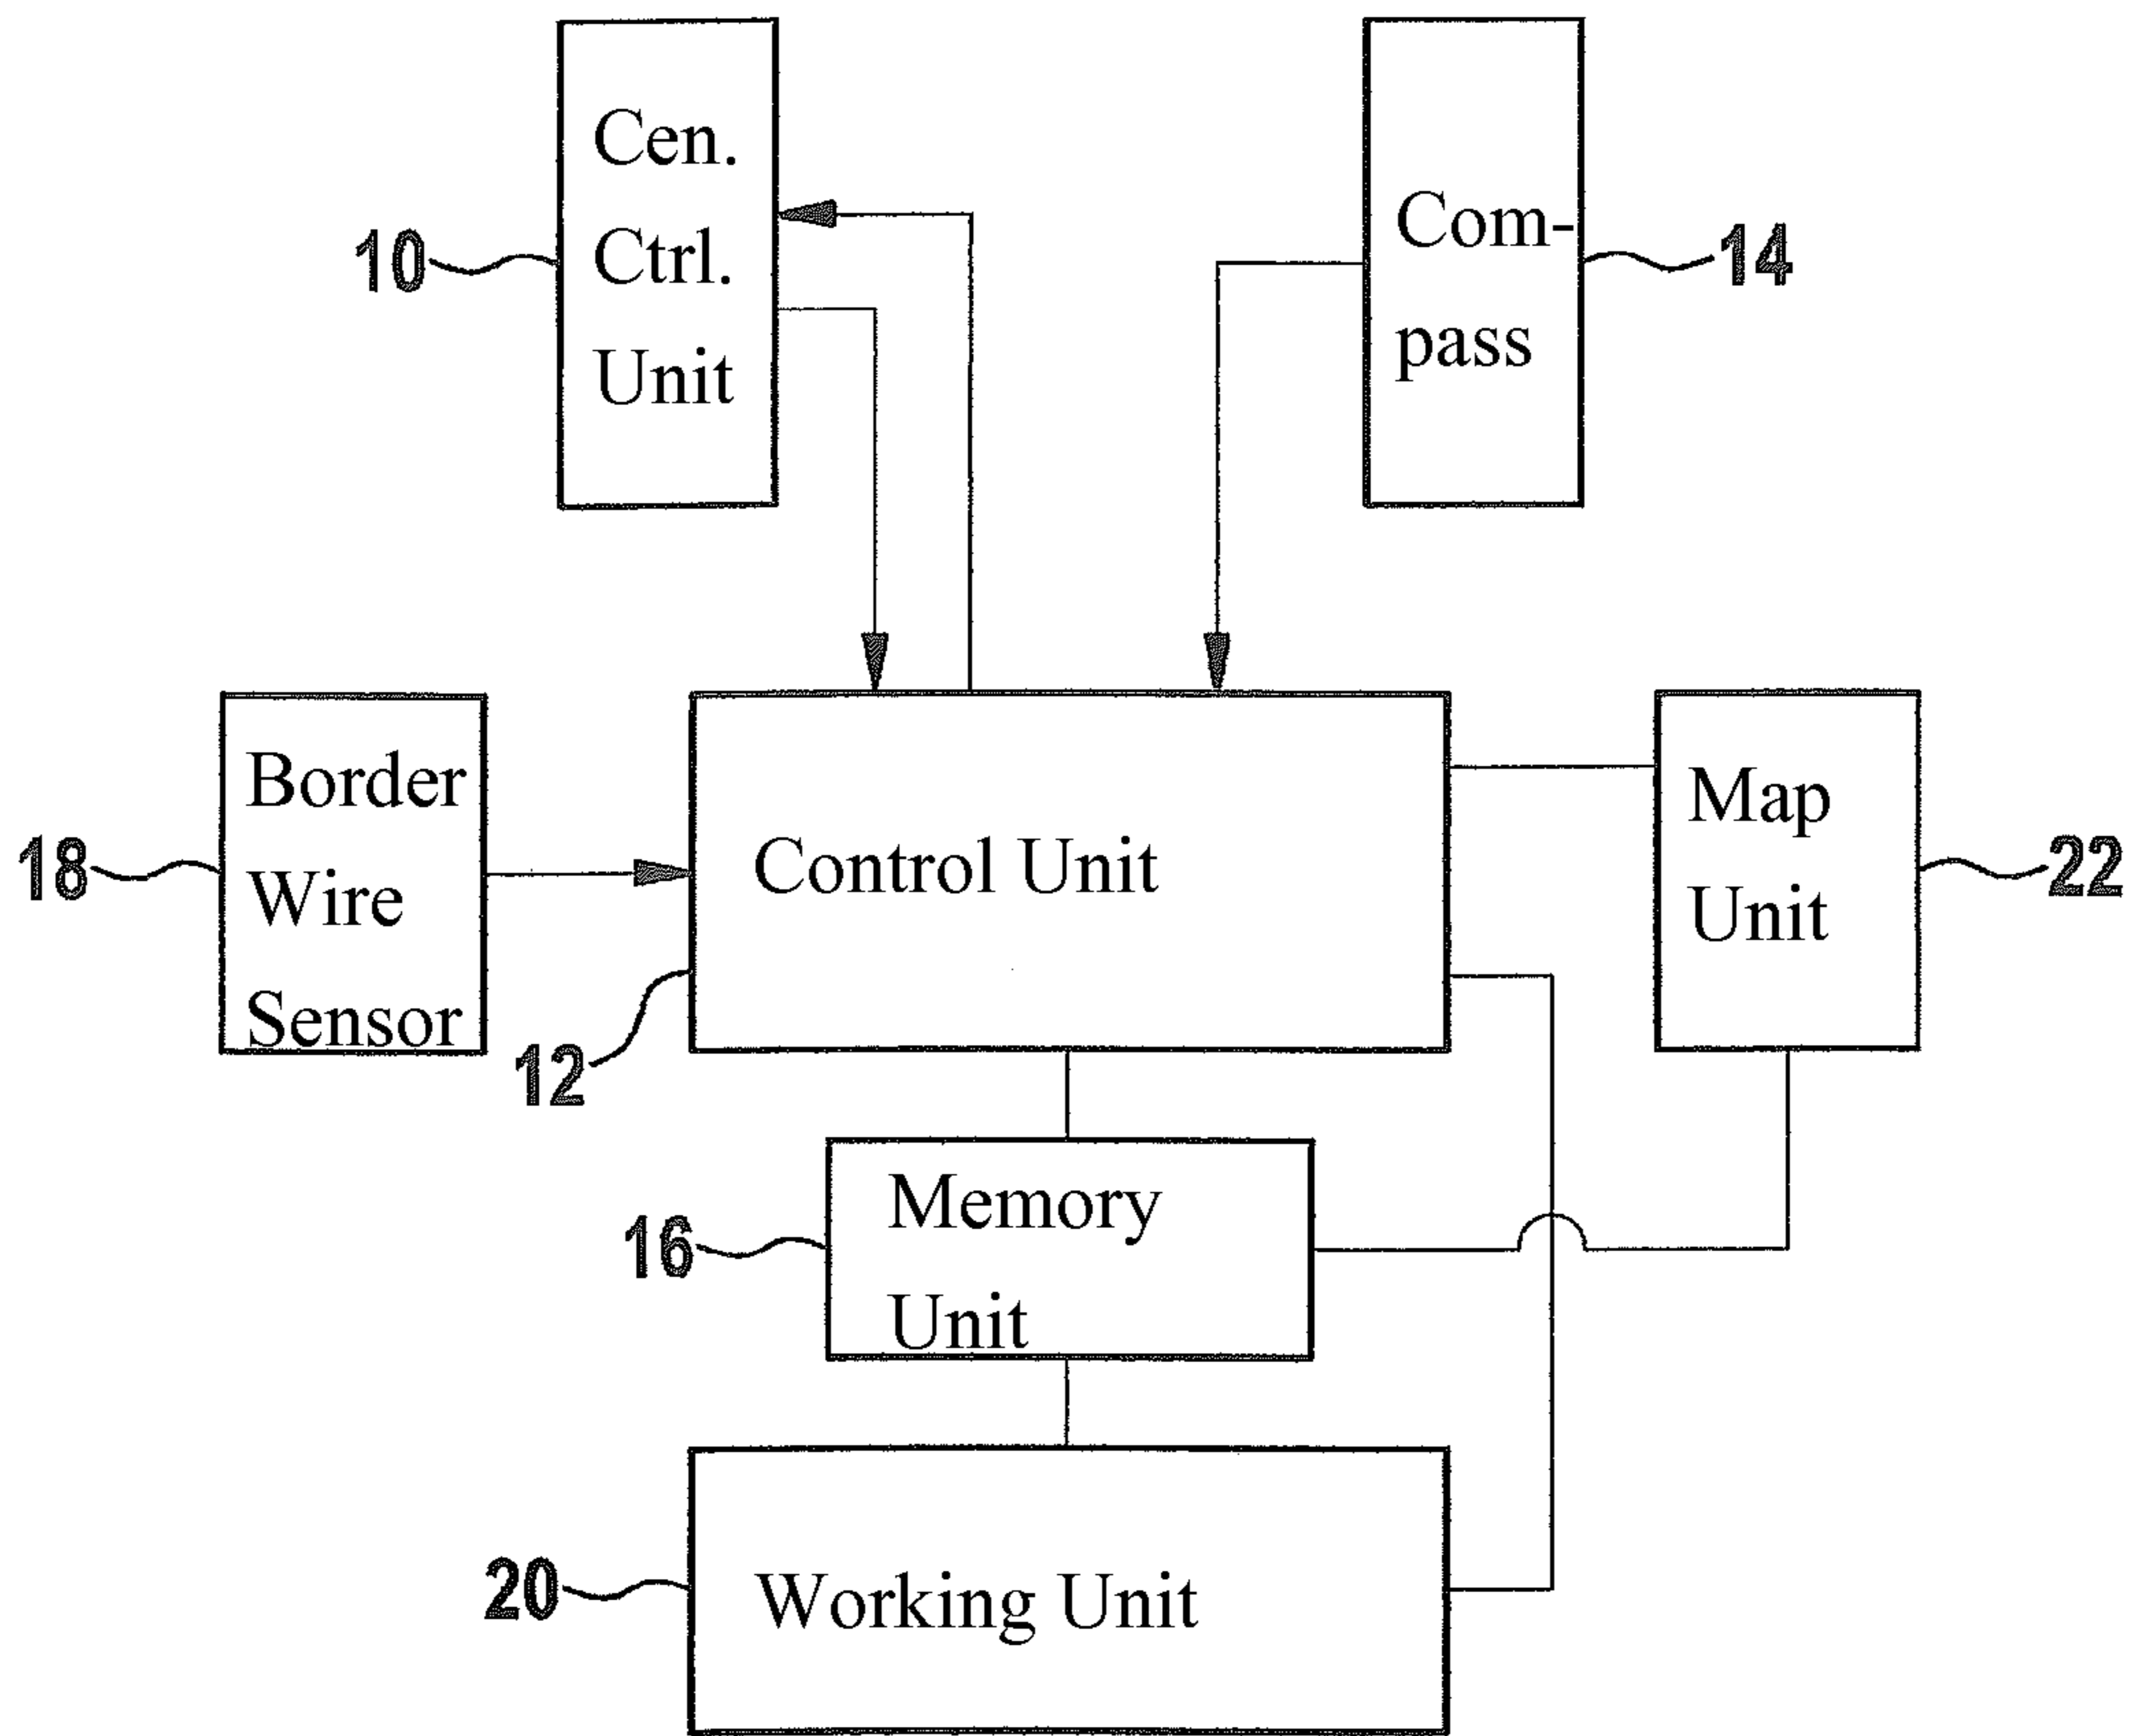 Cen.
Ctrl.
Unit
10
Com-
pass
14
Border
Wire
Sensor
18
Control Unit
12
Map
Unit
22
Memory
Unit
16
Working Unit
20